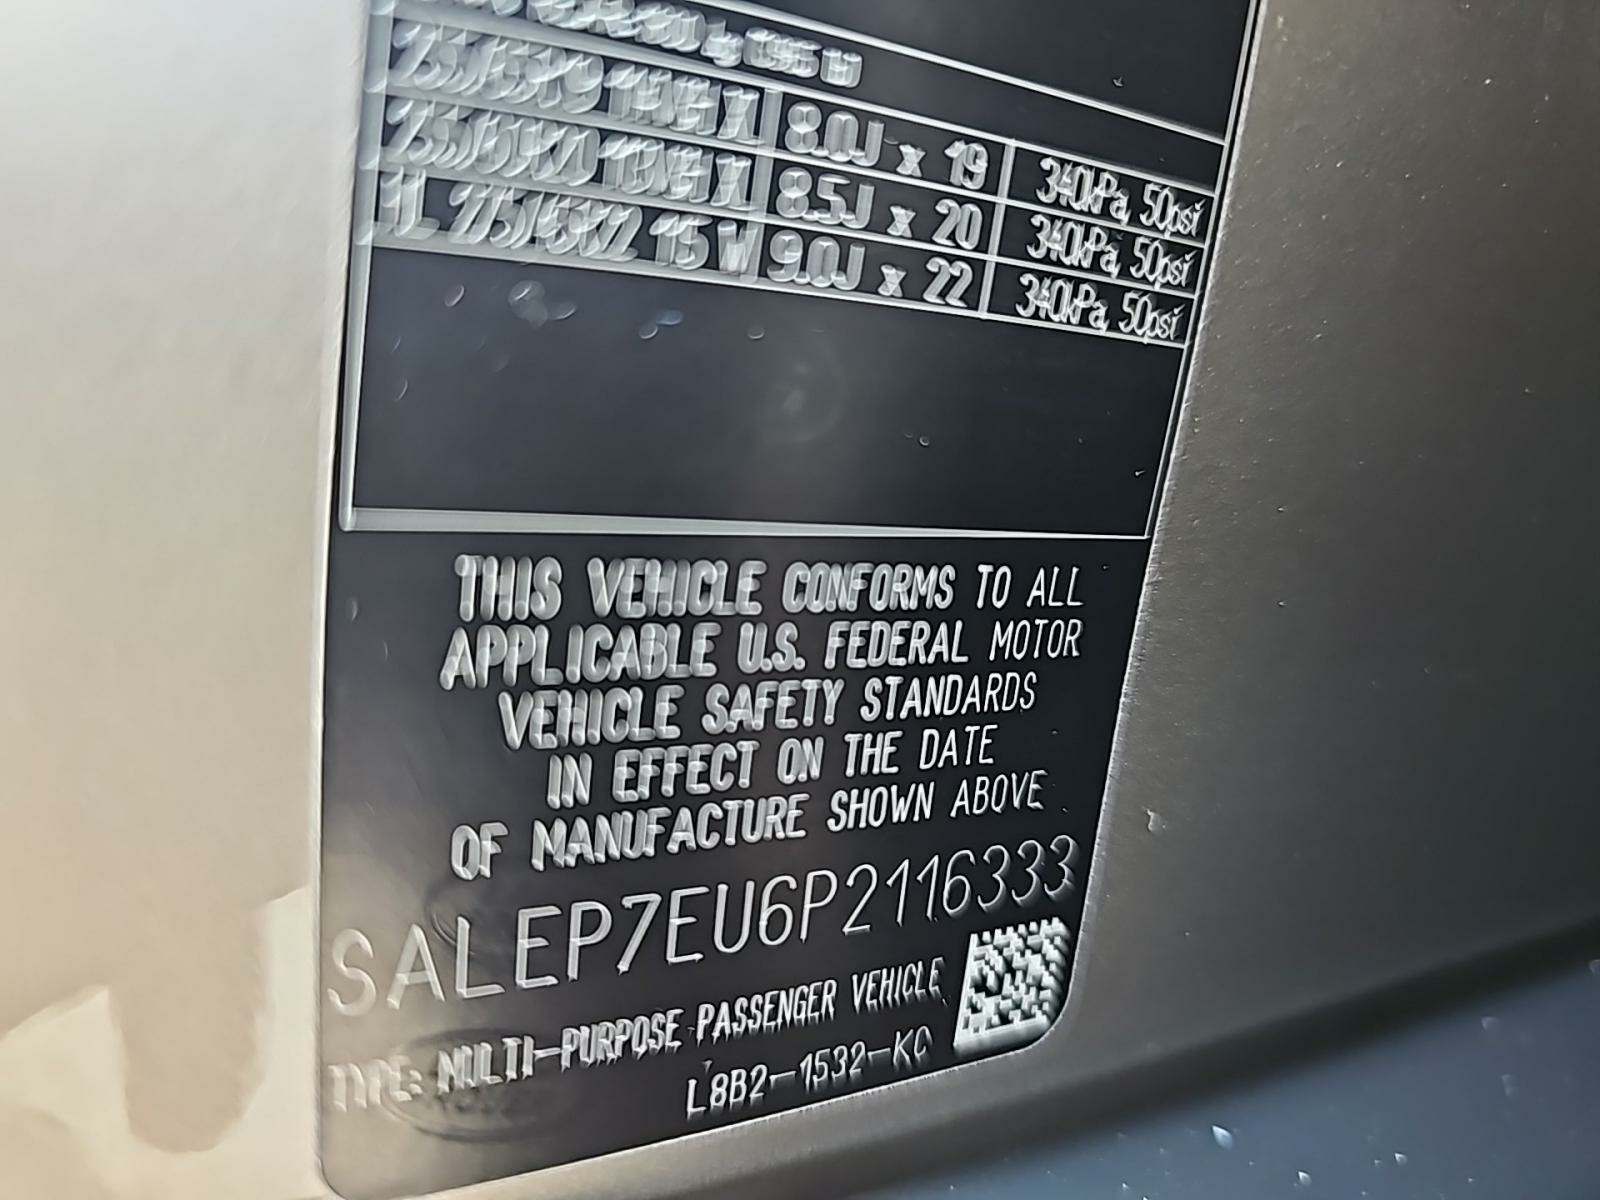 8.0J x 19 340kPa, 50psi
8.5J x 20 340kPa, 50psi
15 W 9.0J x 22 340kPa, 50psi
THIS VEHICLE CONFORMS TO ALL
APPLICABLE U.S. FEDERAL MOTOR
VEHICLE SAFETY STANDARDS
IN EFFECT ON THE DATE
OF MANUFACTURE SHOWN ABOVE
SALEP7EU6P2116333
TYPE: MULTI-PURPOSE PASSENGER VEHICLE
L8B2-1532-KC